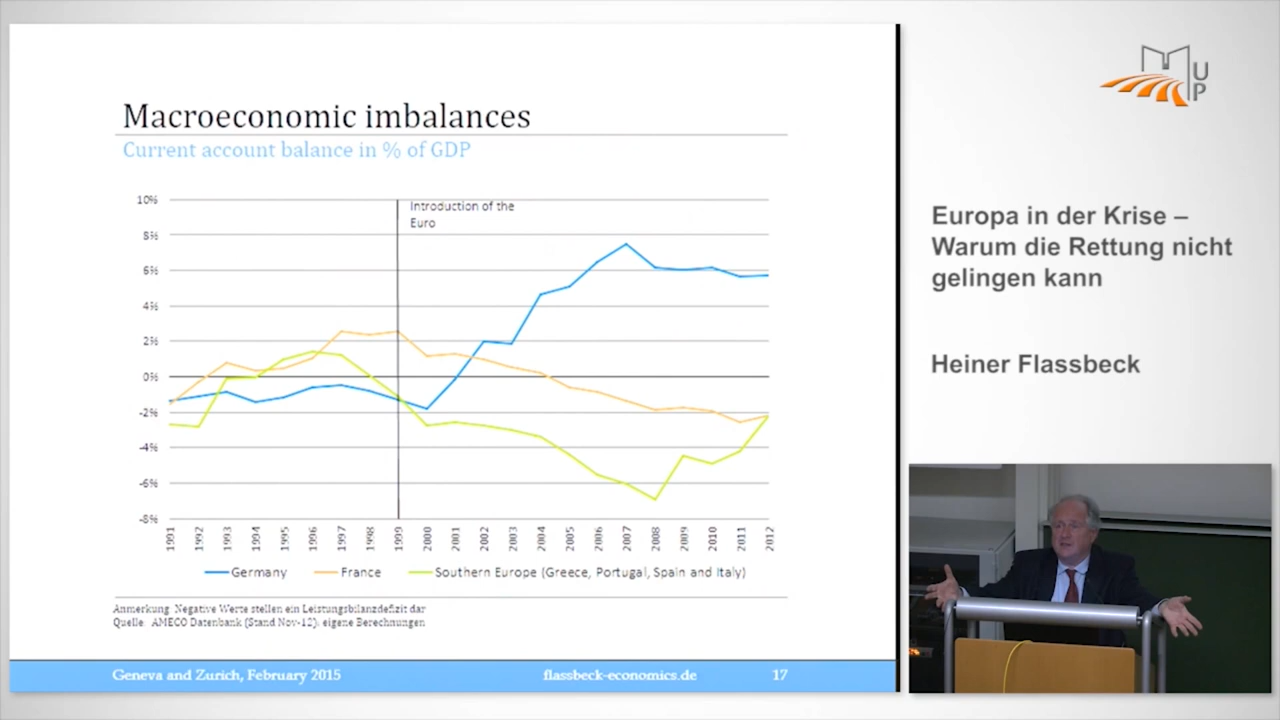 Macroeconomic imbalances
Current account balance in % of GDP
10%
8%
6%
4%
2%
0%
-2%
-4%
-6%
-8%
Introduction of the
Euro
1991
1992
1993
1994
1995
1996
1997
1998
1999
2000
2001
2002
2003
2004
2005
2006
2007
2008
2009
2010
2011
2012
Germany France Southern Europe (Greece, Portugal, Spain and Italy)
Anmerkung: Negative Werte stellen ein Leistungsbilanzdefizit dar
Quelle: AMECO Datenbank (Stand Nov-12); eigene Berechnungen
Geneva and Zurich, February 2015 flassbeck-economics.de 17
UP
Europa in der Krise –
Warum die Rettung nicht
gelingen kann
Heiner Flassbeck